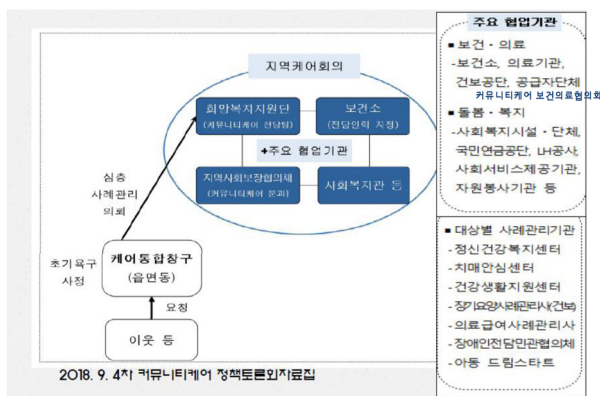 지역케어회의
희망복지지원단
(커뮤니티케어 전담팀)
보건소
(전담인력 지정)
+주요 협업기관
지역사회보장협의체
(커뮤니티케어 분과)
사회복지관 등
심층
사례관리
의뢰
초기욕구
사정
케어통합창구
(읍면동)
요청
이웃 등
2018. 9. 4차 커뮤니티케어 정책토론회자료집
주요 협업기관
■ 보건·의료
-보건소, 의료기관,
건보공단, 공급자단체
커뮤니티케어 보건의료협의회
■ 돌봄·복지
-사회복지시설·단체,
국민연금공단, LH공사,
사회서비스제공기관,
자원봉사기관 등
■ 대상별 사례관리기관
-정신건강복지센터
-치매안심센터
-건강생활지원센터
-장기요양사례관리사(건보)
-의료급여사례관리사
-장애인전담민관협의체
-아동 드림스타트